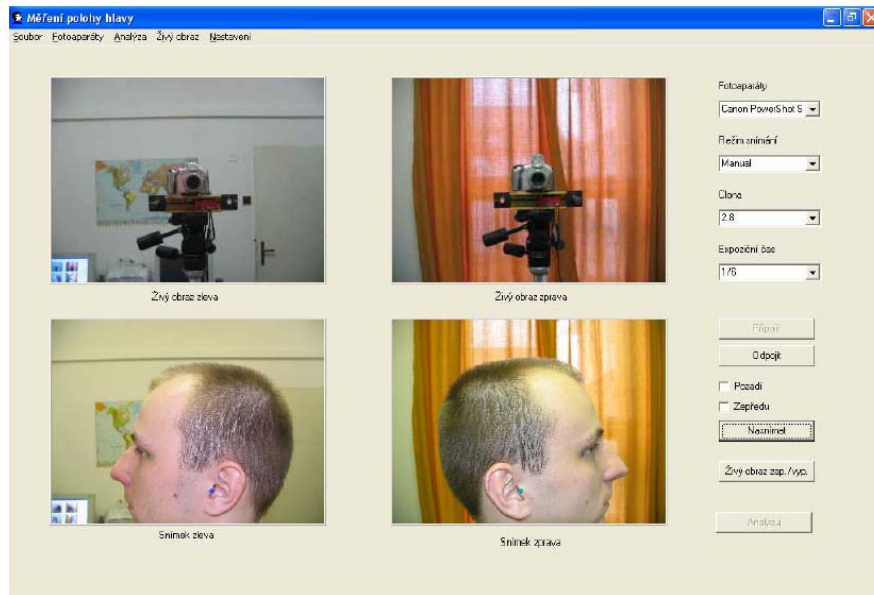 Měření polohy hlavy
Soubor Fotoaparáty Analýza Živý obraz Nastavení
Živý obraz zleva
Živý obraz zprava
Snímek zleva
Snímek zprava
Fotoaparáty
Canon PowerShot S
Režim snímání
Manual
Clona
2.8
Expoziční čas
1/6
Připojit
Odpojit
Pozadí
Zepředu
Nasnímat
Živý obraz zap./vyp.
Analyzuj